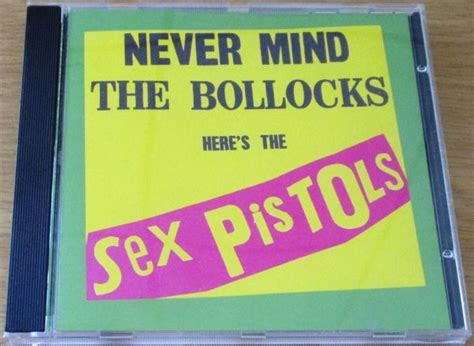 NEVER MIND
THE BOLLOCKS
HERE'S THE
Sex PiSTOLs